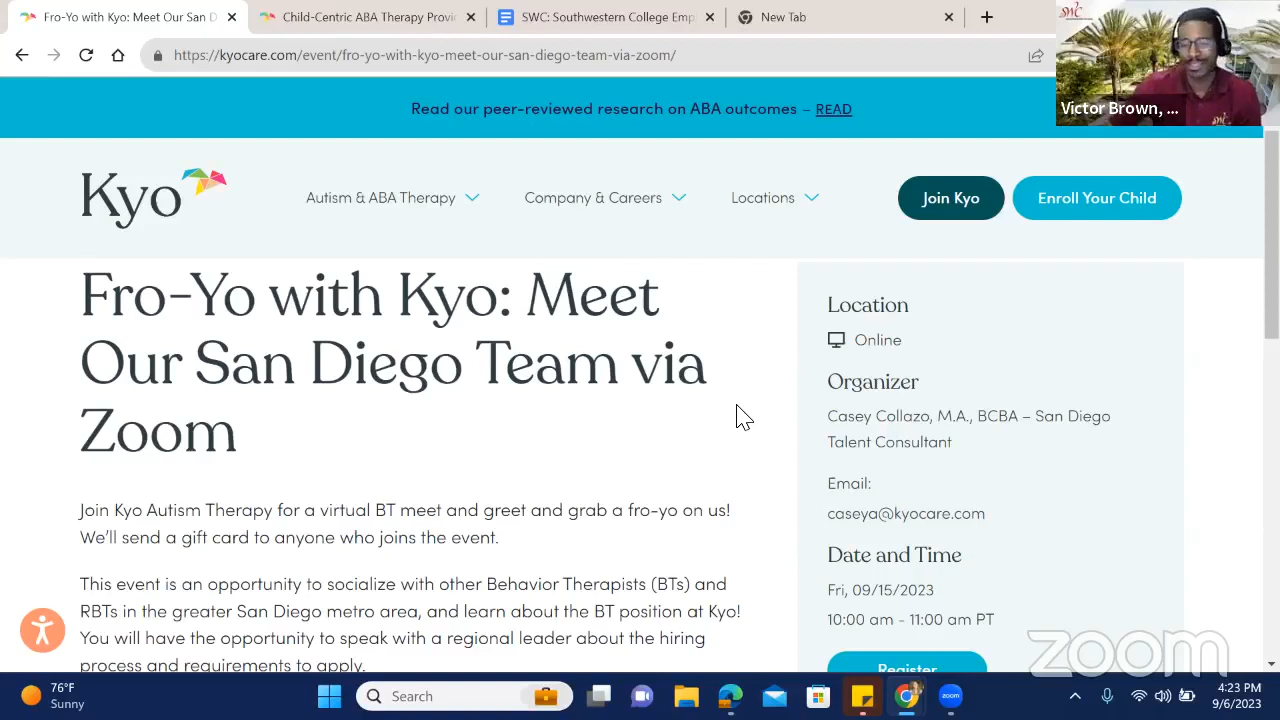 Fro-Yo with Kyo: Meet Our San D
Child-Centric ABA Therapy Provi
SWC: Southwestern College Emp
New Tab
https://kyocare.com/event/fro-yo-with-kyo-meet-our-san-diego-team-via-zoom/
SWC
Victor Brown, ...
Read our peer-reviewed research on ABA outcomes – READ
Kyo
Autism & ABA Therapy
Company & Careers
Locations
Join Kyo
Enroll Your Child
Fro-Yo with Kyo: Meet
Our San Diego Team via
Zoom
Join Kyo Autism Therapy for a virtual BT meet and greet and grab a fro-yo on us!
We'll send a gift card to anyone who joins the event.
This event is an opportunity to socialize with other Behavior Therapists (BTs) and
RBTs in the greater San Diego metro area, and learn about the BT position at Kyo!
You will have the opportunity to speak with a regional leader about the hiring
process and requirements to apply.
Location
Online
Organizer
Casey Collazo, M.A., BCBA – San Diego
Talent Consultant
Email:
caseya@kyocare.com
Date and Time
Fri, 09/15/2023
10:00 am - 11:00 am PT
Register
zoom
76°F
Sunny
Search
zoom
4:23 PM
9/6/2023